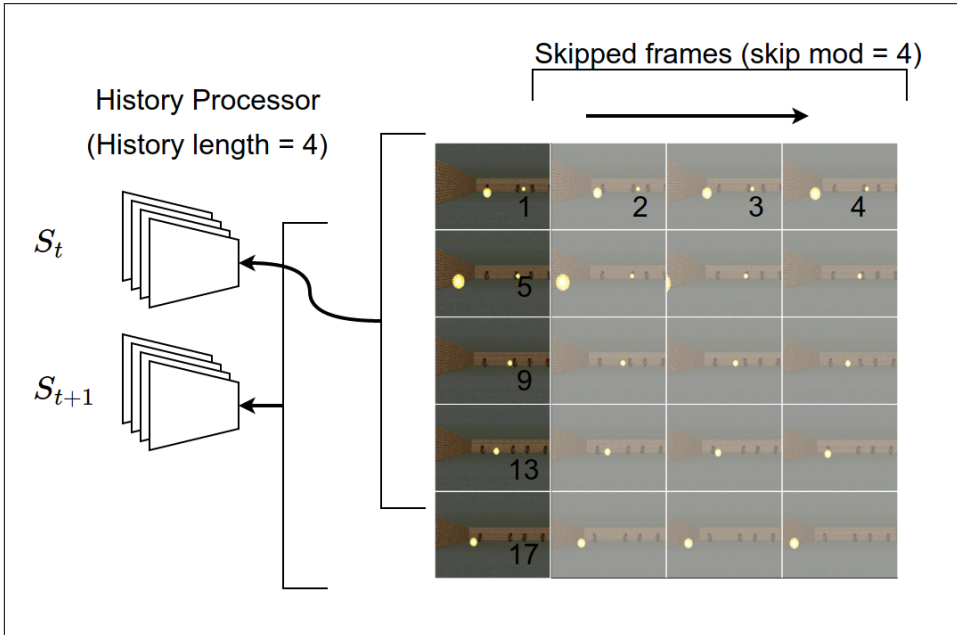 Skipped frames (skip mod = 4)
History Processor
(History length = 4)
1 2 3 4
S_t
5
9
S_{t+1}
13
17